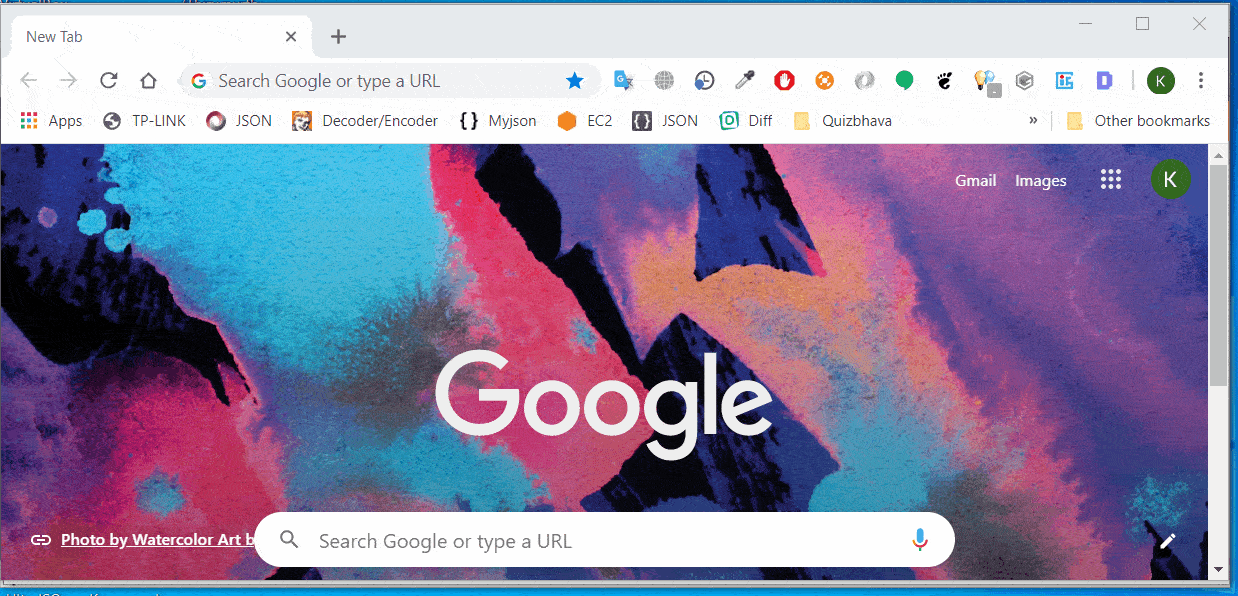 New Tab
Search Google or type a URL
K
Apps TP-LINK JSON Decoder/Encoder Myjson EC2 JSON Diff Quizbhava » Other bookmarks
Gmail Images K
Google
Photo by Watercolor Art b
Search Google or type a URL